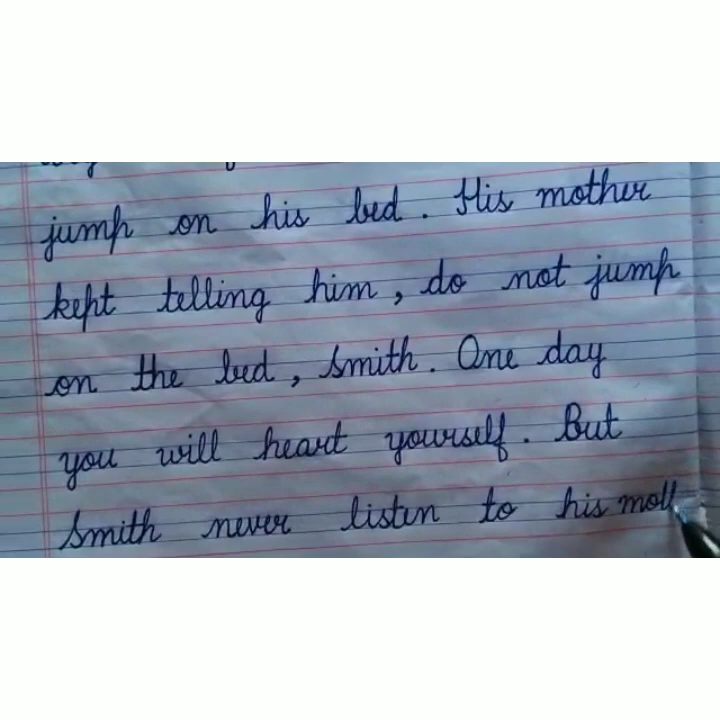 jump on his bed. His mother
kept telling him, do not jump
on the bed, Smith. One day
you will heart yourself. But
Smith never listen to his